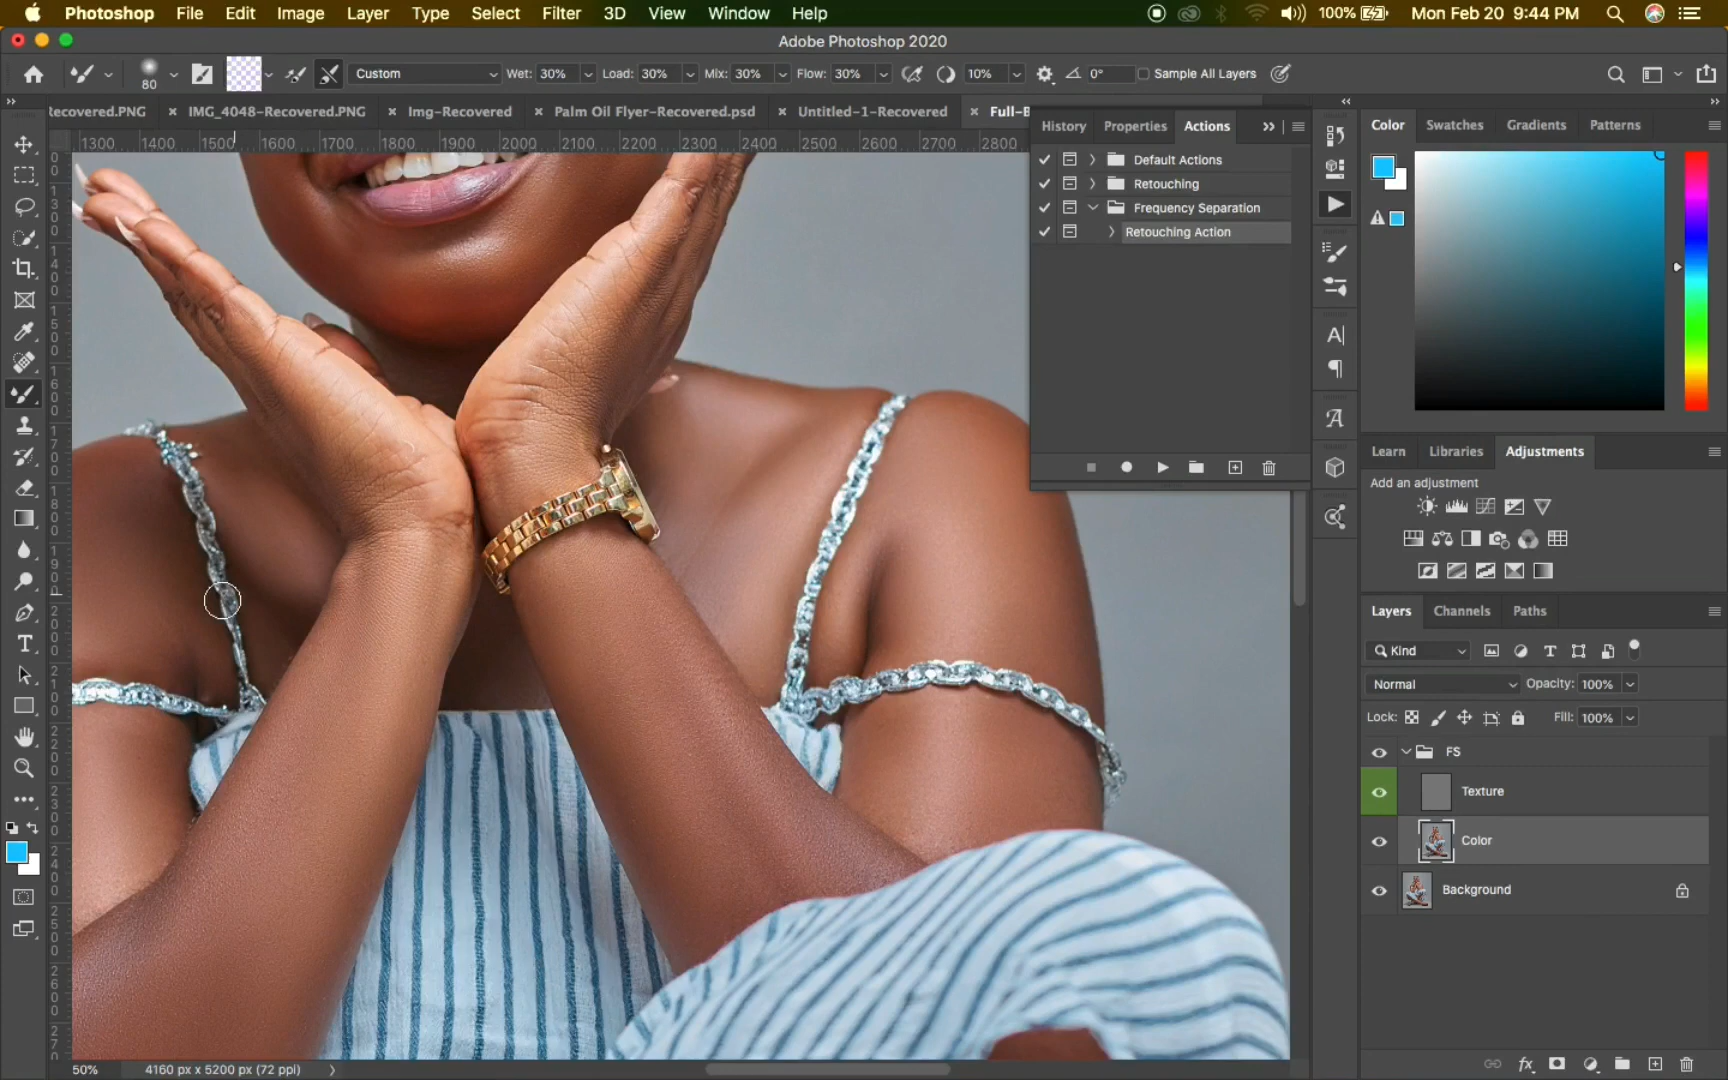 Photoshop File Edit Image Layer Type Select Filter 3D View Window Help 100% Mon Feb 20 9:44 PM
Adobe Photoshop 2020
80 Custom Wet: 30% Load: 30% Mix: 30% Flow: 30% 10% 0° Sample All Layers
Recovered.PNG IMG_4048-Recovered.PNG Img-Recovered Palm Oil Flyer-Recovered.psd Untitled-1-Recovered Full-B
1300 1400 1500 1600 1700 1800 1900 2000 2100 2200 2300 2400 2500 2600 2700 2800
History Properties Actions
Default Actions
Retouching
Frequency Separation
Retouching Action
Color Swatches Gradients Patterns
Learn Libraries Adjustments
Add an adjustment
Layers Channels Paths
Kind
Normal Opacity: 100%
Lock: Fill: 100%
FS
Texture
Color
Background
50% 4160 px x 5200 px (72 ppi)